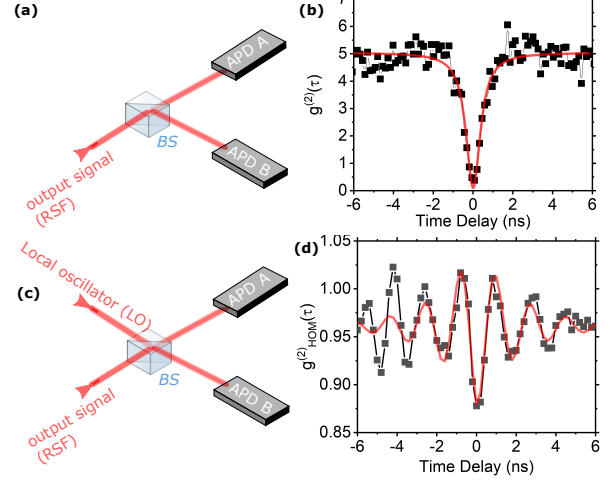 (a)
APD A
APD B
BS
output signal
(RSF)
(b)
g(2)(τ)
7
6
5
4
3
2
1
0
-6 -4 -2 0 2 4 6
Time Delay (ns)
(c)
Local oscillator (LO)
APD A
APD B
BS
output signal
(RSF)
(d)
g(2)HOM(τ)
1.05
1.00
0.95
0.90
0.85
-6 -4 -2 0 2 4 6
Time Delay (ns)